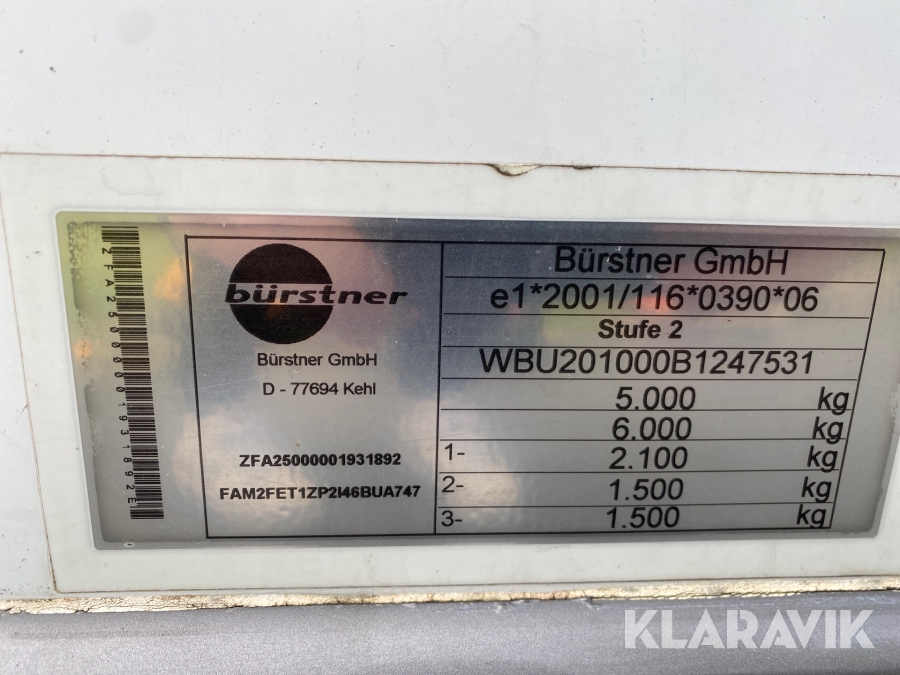 ZFA25000001931892E
bürstner
Bürstner GmbH
D - 77694 Kehl
ZFA25000001931892
FAM2FET1ZP2I46BUA747
Bürstner GmbH
e1*2001/116*0390*06
Stufe 2
WBU201000B1247531
5.000 kg
6.000 kg
1- 2.100 kg
2- 1.500 kg
3- 1.500 kg
KLARAVIK